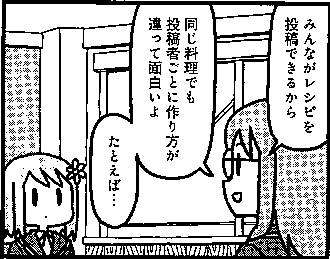 みんながレシピを
投稿できるから
同じ料理でも
投稿者ごとに作り方が
違って面白いよ
たとえば…